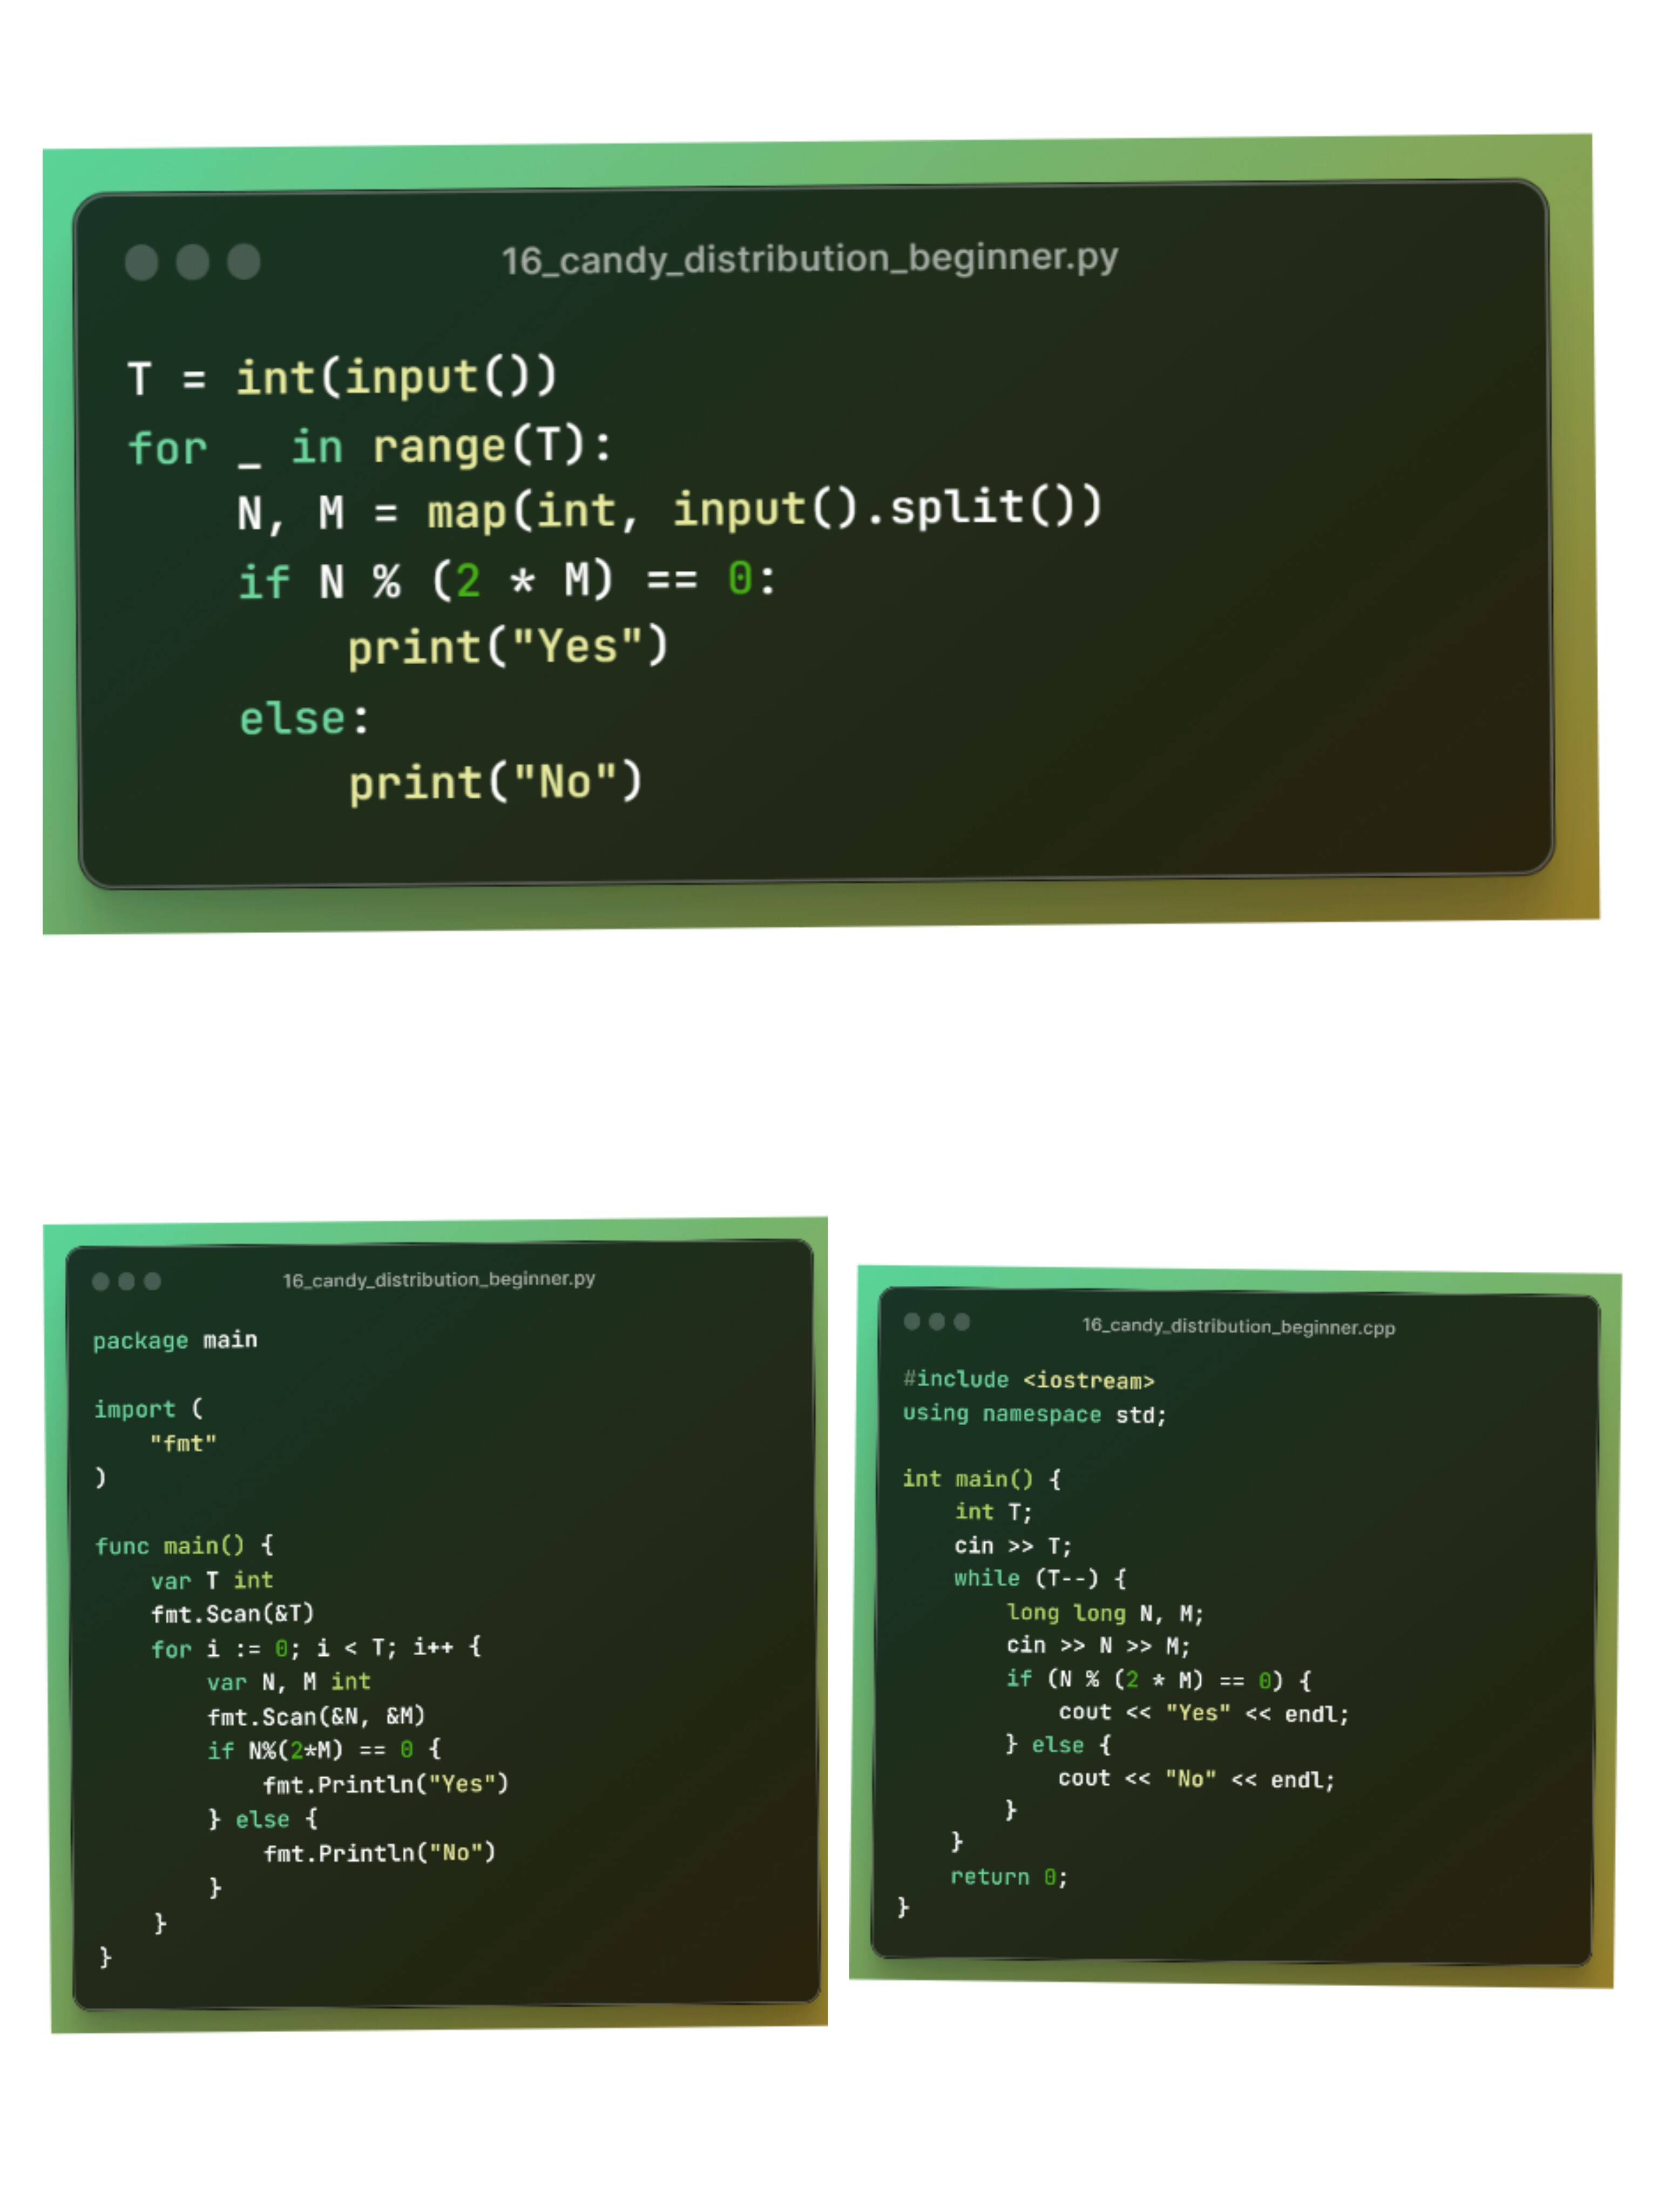 16_candy_distribution_beginner.py
T = int(input())
for _ in range(T):
    N, M = map(int, input().split())
    if N % (2 * M) == 0:
        print("Yes")
    else:
        print("No")
16_candy_distribution_beginner.py
package main
import (
    "fmt"
)
func main() {
    var T int
    fmt.Scan(&T)
    for i := 0; i < T; i++ {
        var N, M int
        fmt.Scan(&N, &M)
        if N%(2*M) == 0 {
            fmt.Println("Yes")
        } else {
            fmt.Println("No")
        }
    }
}
16_candy_distribution_beginner.cpp
#include <iostream>
using namespace std;
int main() {
    int T;
    cin >> T;
    while (T--) {
        long long N, M;
        cin >> N >> M;
        if (N % (2 * M) == 0) {
            cout << "Yes" << endl;
        } else {
            cout << "No" << endl;
        }
    }
    return 0;
}